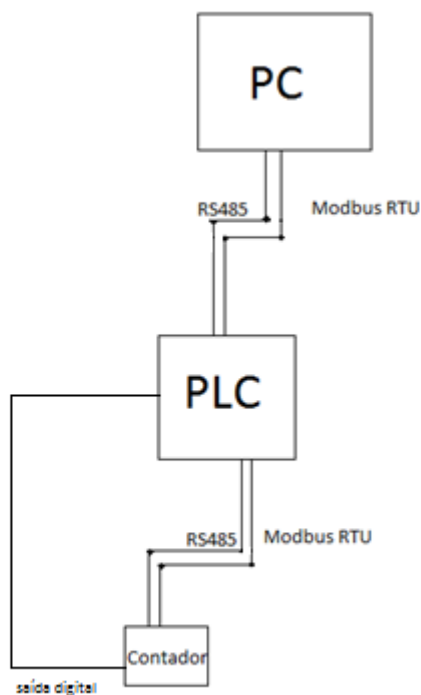 PC
RS485 Modbus RTU
PLC
RS485 Modbus RTU
Contador
saída digital